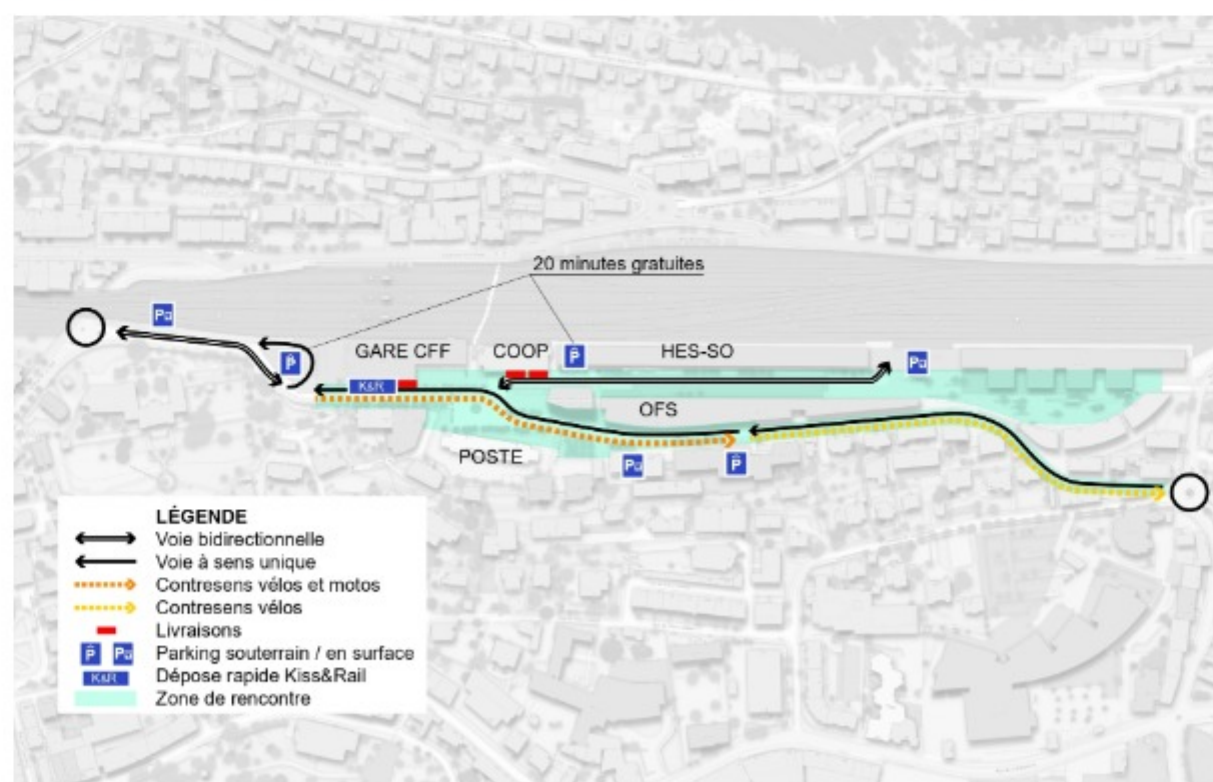 20 minutes gratuites
P
GARE CFF
COOP
P
HES-SO
P
P
K&R
OFS
POSTE
P
P
LÉGENDE
Voie bidirectionnelle
Voie à sens unique
Contresens vélos et motos
Contresens vélos
Livraisons
P P Parking souterrain / en surface
K&R Dépose rapide Kiss&Rail
Zone de rencontre